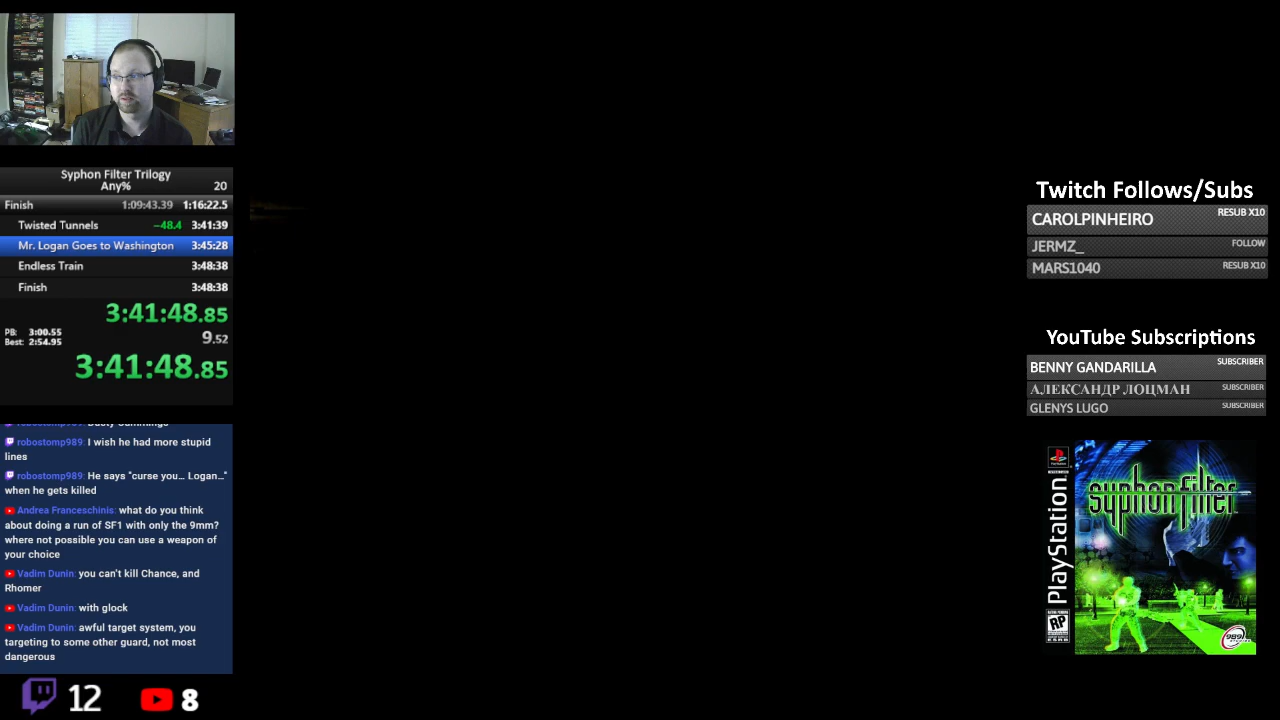 Syphon Filter Trilogy
Any% 20
Finish 1:09:43.39 1:16:22.5
Twisted Tunnels −48.4 3:41:39
Mr. Logan Goes to Washington 3:45:28
Endless Train 3:48:38
Finish 3:48:38
3:41:48.85
PB: 3:00.55 9.52
Best: 2:54.95
3:41:48.85
robostomp989: I wish he had more stupid
lines
robostomp989: He says "curse you... Logan..."
when he gets killed
Andrea Franceschinis: what do you think
about doing a run of SF1 with only the 9mm?
where not possible you can use a weapon of
your choice
Vadim Dunin: you can't kill Chance, and
Rhomer
Vadim Dunin: with glock
Vadim Dunin: awful target system, you
targeting to some other guard, not most
dangerous
12 8
Twitch Follows/Subs
CAROLPINHEIRO RESUB X10
JERMZ_ FOLLOW
MARS1040 RESUB X10
YouTube Subscriptions
BENNY GANDARILLA SUBSCRIBER
АЛЕКСАНДР ЛОЦМАН SUBSCRIBER
GLENYS LUGO SUBSCRIBER
PlayStation
syphon filter
RP
989